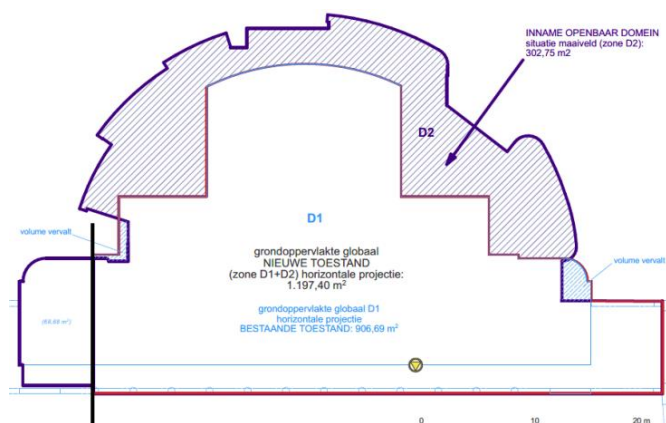 INNAME OPENBAAR DOMEIN
situatie maaiveld (zone D2):
302,75 m2
D2
D1
volume vervalt
grondoppervlakte globaal
NIEUWE TOESTAND
(zone D1+D2) horizontale projectie:
1.197,40 m²
volume vervalt
grondoppervlakte globaal D1
horizontale projectie
BESTAANDE TOESTAND: 906,69 m²
0
10
20 m